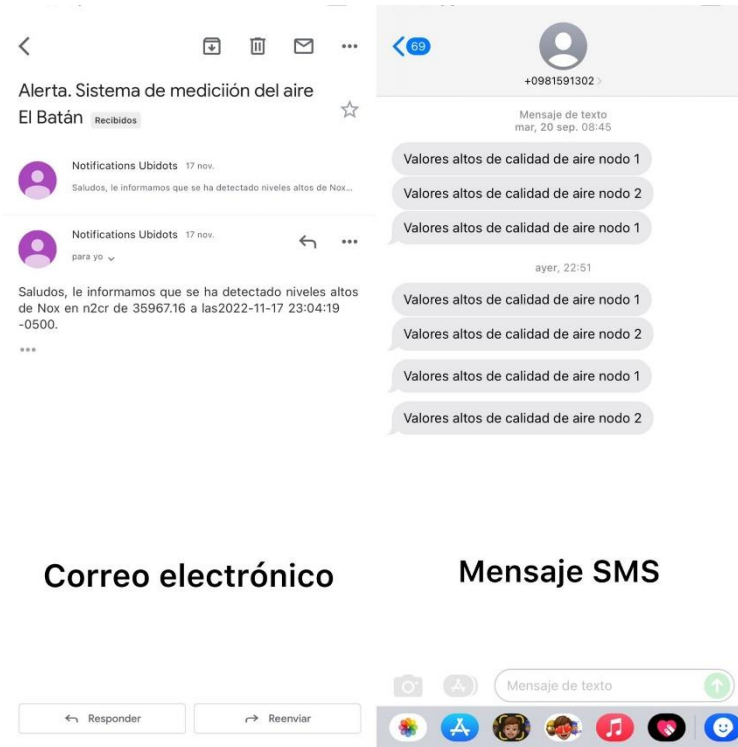 Alerta. Sistema de mediciión del aire
El Batán Recibidos
Notifications Ubidots 17 nov.
Saludos, le informamos que se ha detectado niveles altos de Nox...
Notifications Ubidots 17 nov.
para yo
Saludos, le informamos que se ha detectado niveles altos
de Nox en n2cr de 35967.16 a las2022-11-17 23:04:19
-0500.
Correo electrónico
Responder
Reenviar
69
+0981591302
Mensaje de texto
mar, 20 sep. 08:45
Valores altos de calidad de aire nodo 1
Valores altos de calidad de aire nodo 2
Valores altos de calidad de aire nodo 1
ayer, 22:51
Valores altos de calidad de aire nodo 1
Valores altos de calidad de aire nodo 2
Valores altos de calidad de aire nodo 1
Valores altos de calidad de aire nodo 2
Mensaje SMS
Mensaje de texto